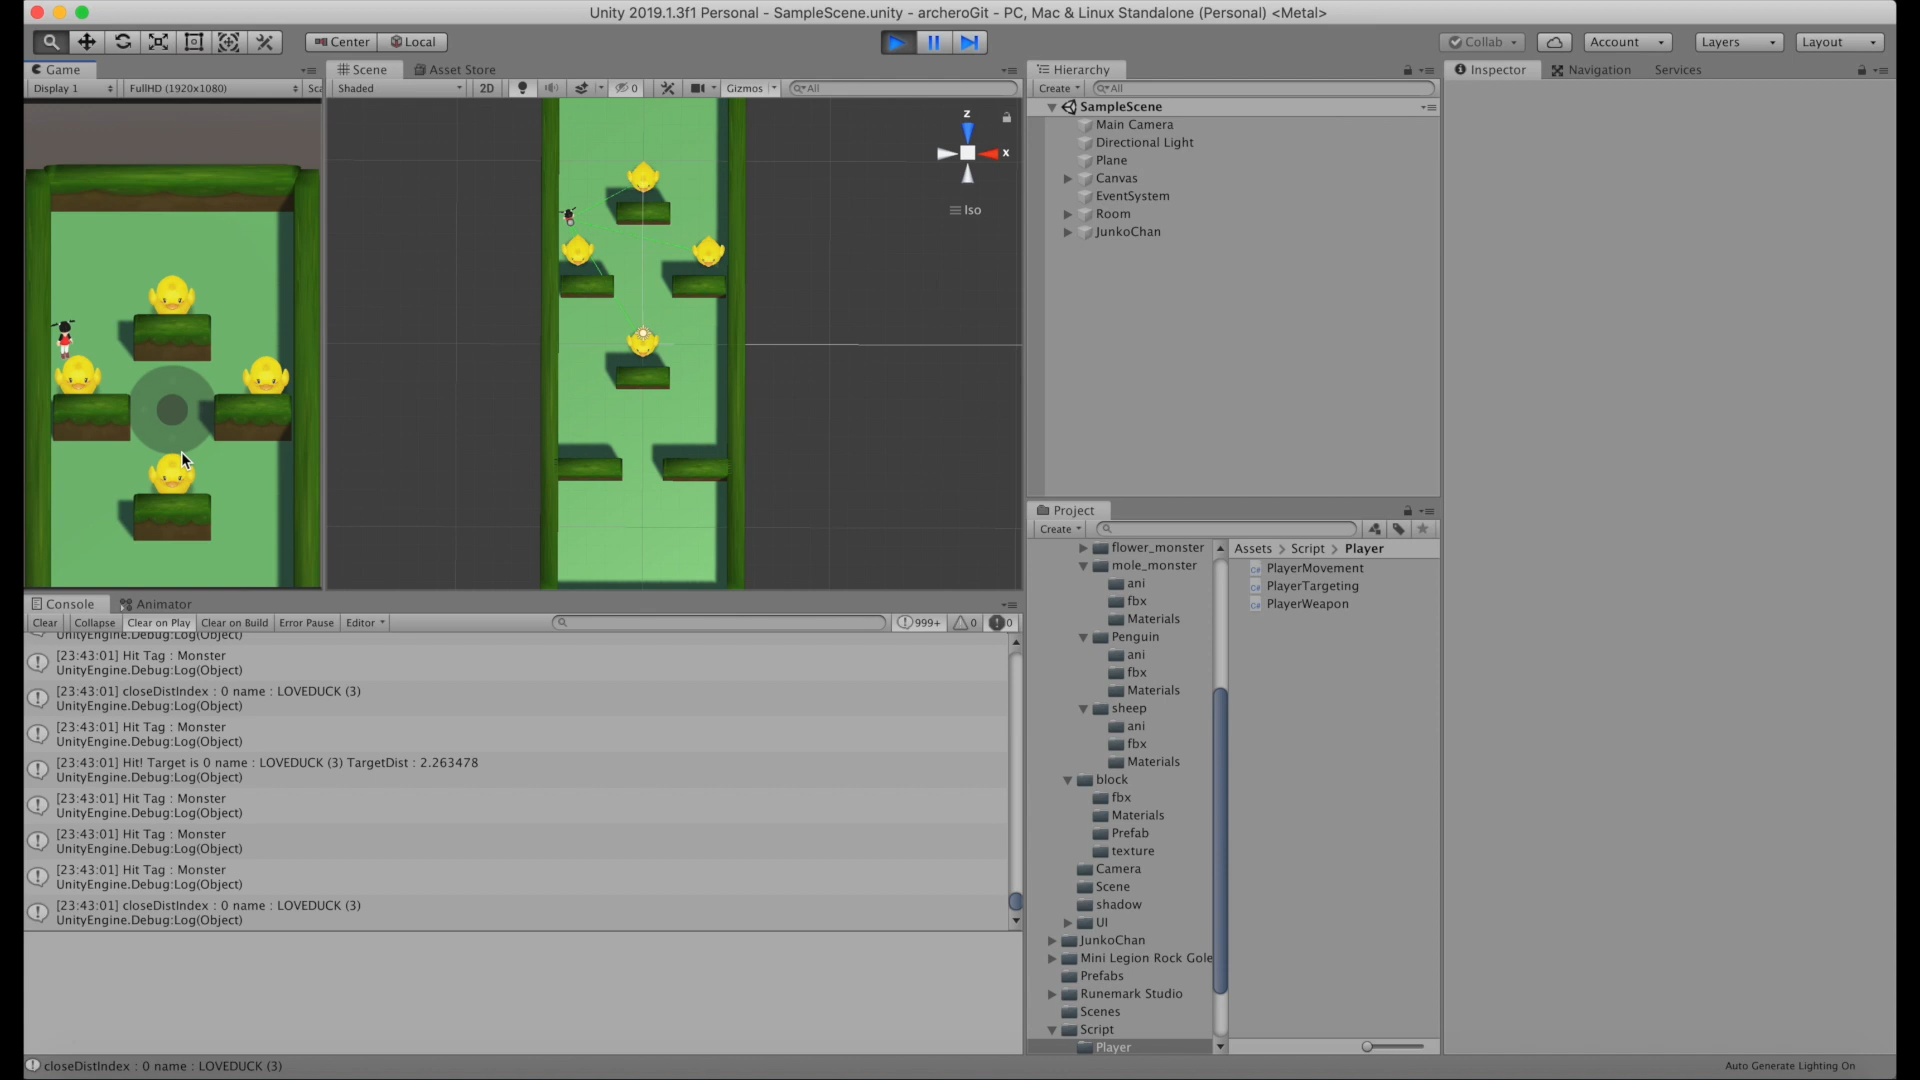 Unity 2019.1.3f1 Personal - SampleScene.unity - archeroGit - PC, Mac & Linux Standalone (Personal) <Metal>
Center Local Collab Account Layers Layout
Game
Display 1 FullHD (1920x1080) Sca
Scene Asset Store
Shaded 2D 0 Gizmos All
z
x
Iso
Hierarchy
Create All
SampleScene
Main Camera
Directional Light
Plane
Canvas
EventSystem
Room
JunkoChan
Inspector Navigation Services
Project
Create
flower_monster
mole_monster
ani
fbx
Materials
Penguin
ani
fbx
Materials
sheep
ani
fbx
Materials
block
fbx
Materials
Prefab
texture
Camera
Scene
shadow
UI
JunkoChan
Mini Legion Rock Gole
Prefabs
Runemark Studio
Scenes
Script
Player
Assets > Script > Player
PlayerMovement
PlayerTargeting
PlayerWeapon
Console Animator
Clear Collapse Clear on Play Clear on Build Error Pause Editor 999+ 0 0
UnityEngine.Debug:Log(Object)
[23:43:01] Hit Tag : Monster
UnityEngine.Debug:Log(Object)
[23:43:01] closeDistIndex : 0 name : LOVEDUCK (3)
UnityEngine.Debug:Log(Object)
[23:43:01] Hit Tag : Monster
UnityEngine.Debug:Log(Object)
[23:43:01] Hit! Target is 0 name : LOVEDUCK (3) TargetDist : 2.263478
UnityEngine.Debug:Log(Object)
[23:43:01] Hit Tag : Monster
UnityEngine.Debug:Log(Object)
[23:43:01] Hit Tag : Monster
UnityEngine.Debug:Log(Object)
[23:43:01] Hit Tag : Monster
UnityEngine.Debug:Log(Object)
[23:43:01] closeDistIndex : 0 name : LOVEDUCK (3)
UnityEngine.Debug:Log(Object)
closeDistIndex : 0 name : LOVEDUCK (3)
Auto Generate Lighting On